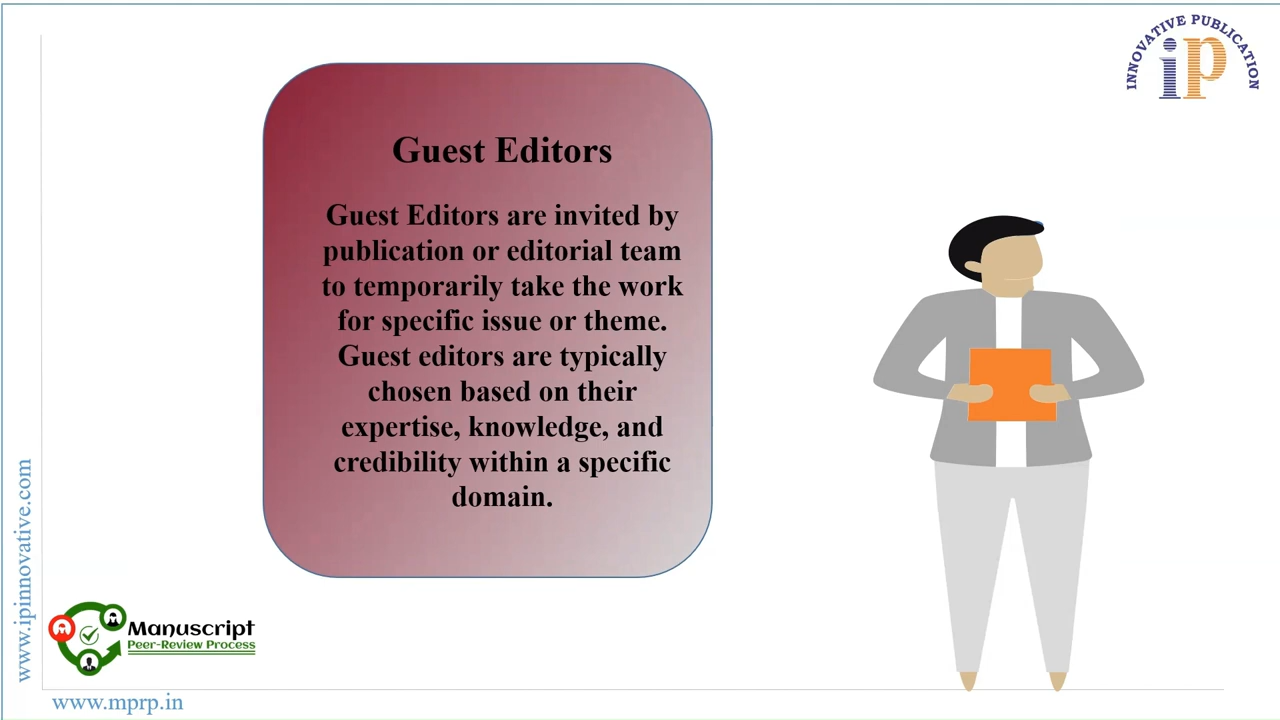 INNOVATIVE PUBLICATION
iP
Guest Editors
Guest Editors are invited by
publication or editorial team
to temporarily take the work
for specific issue or theme.
Guest editors are typically
chosen based on their
expertise, knowledge, and
credibility within a specific
domain.
www.ipinnovative.com
Manuscript
Peer-Review Process
www.mprp.in